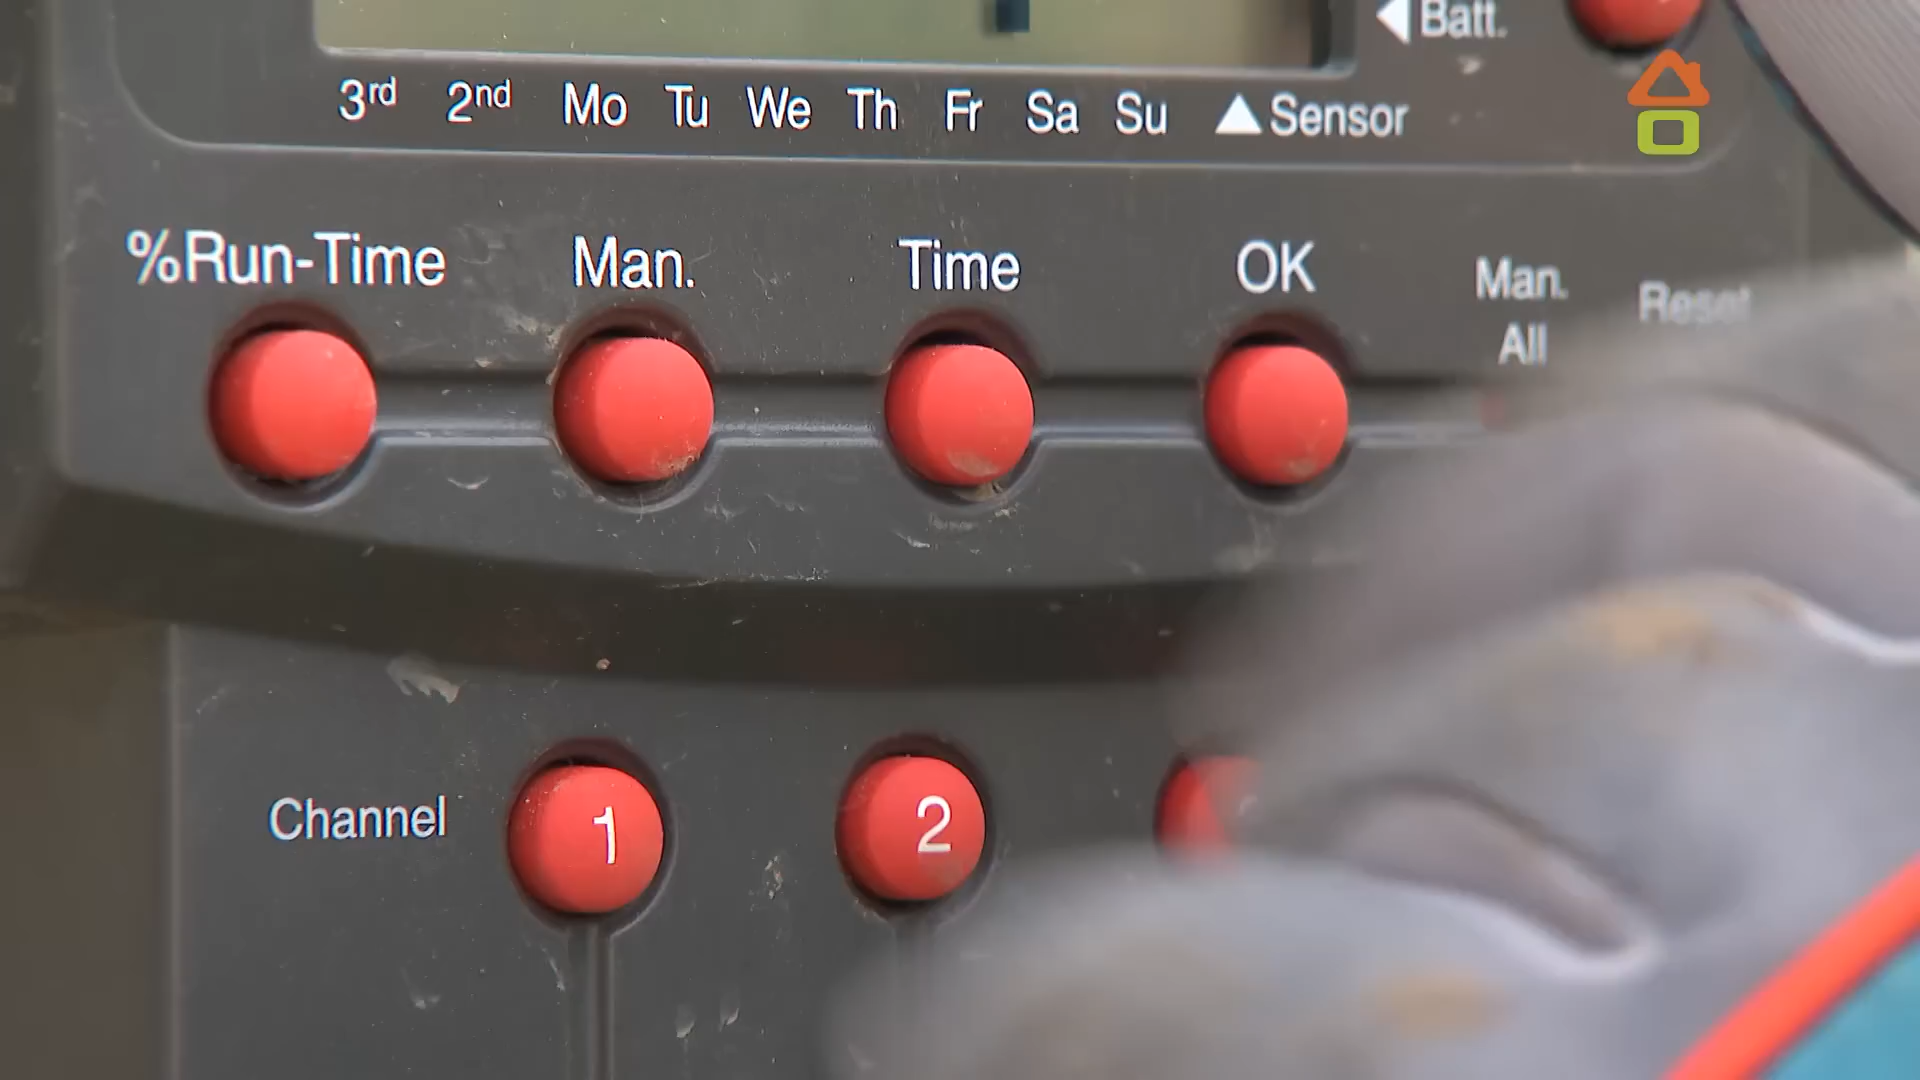 Batt.
3rd 2nd Mo Tu We Th Fr Sa Su Sensor
%Run-Time Man. Time OK Man. All Reset
Channel 1 2